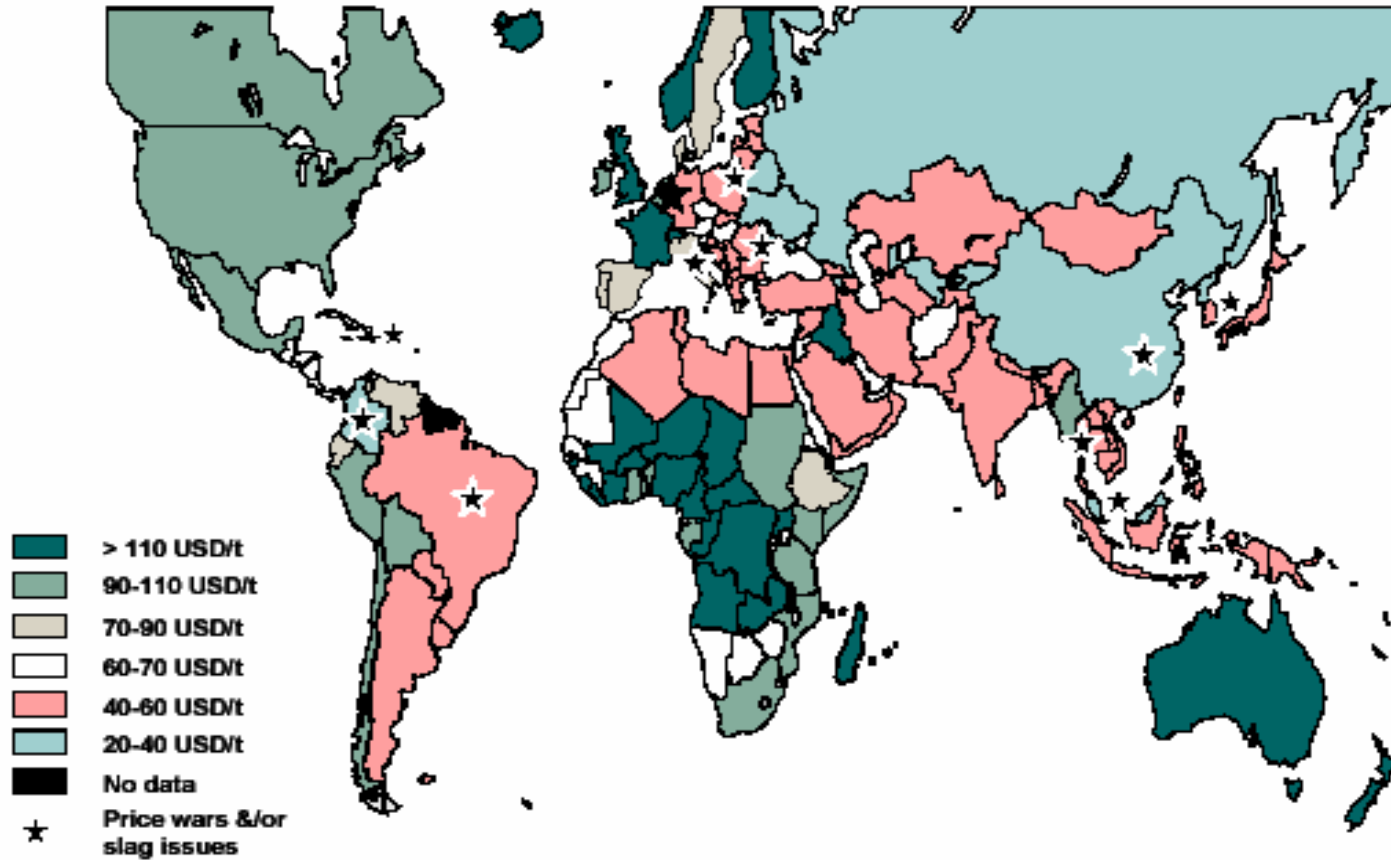 > 110 USD/t
90-110 USD/t
70-90 USD/t
60-70 USD/t
40-60 USD/t
20-40 USD/t
No data
Price wars &/or
slag issues